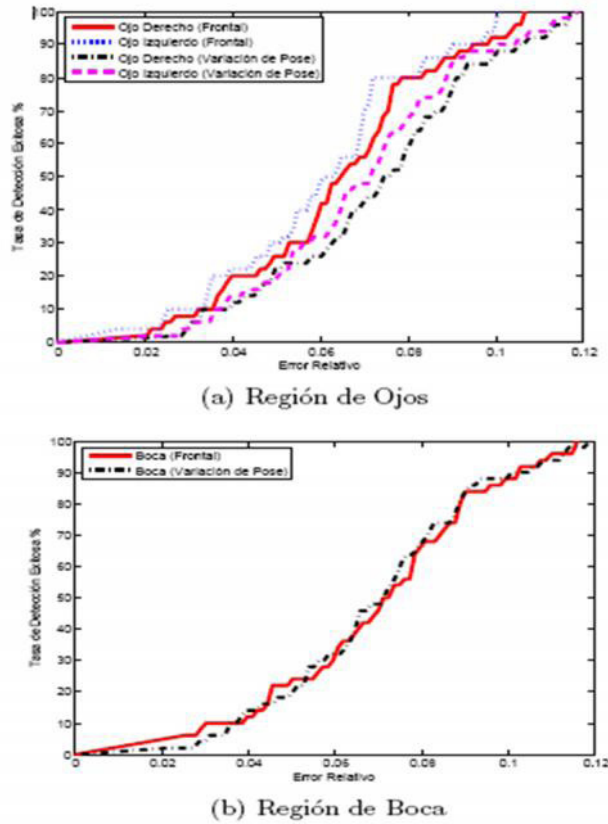 100
90
80
70
60
50
40
30
20
10
0
Tasa de Detección Exitosa %
Ojo Derecho (Frontal)
Ojo Izquierdo (Frontal)
Ojo Derecho (Variación de Pose)
Ojo Izquierdo (Variación de Pose)
0 0.02 0.04 0.06 0.08 0.1 0.12
Error Relativo
(a) Región de Ojos
100
90
80
70
60
50
40
30
20
10
0
Tasa de Detección Exitosa %
Boca (Frontal)
Boca (Variación de Pose)
0 0.02 0.04 0.06 0.08 0.1 0.12
Error Relativo
(b) Región de Boca